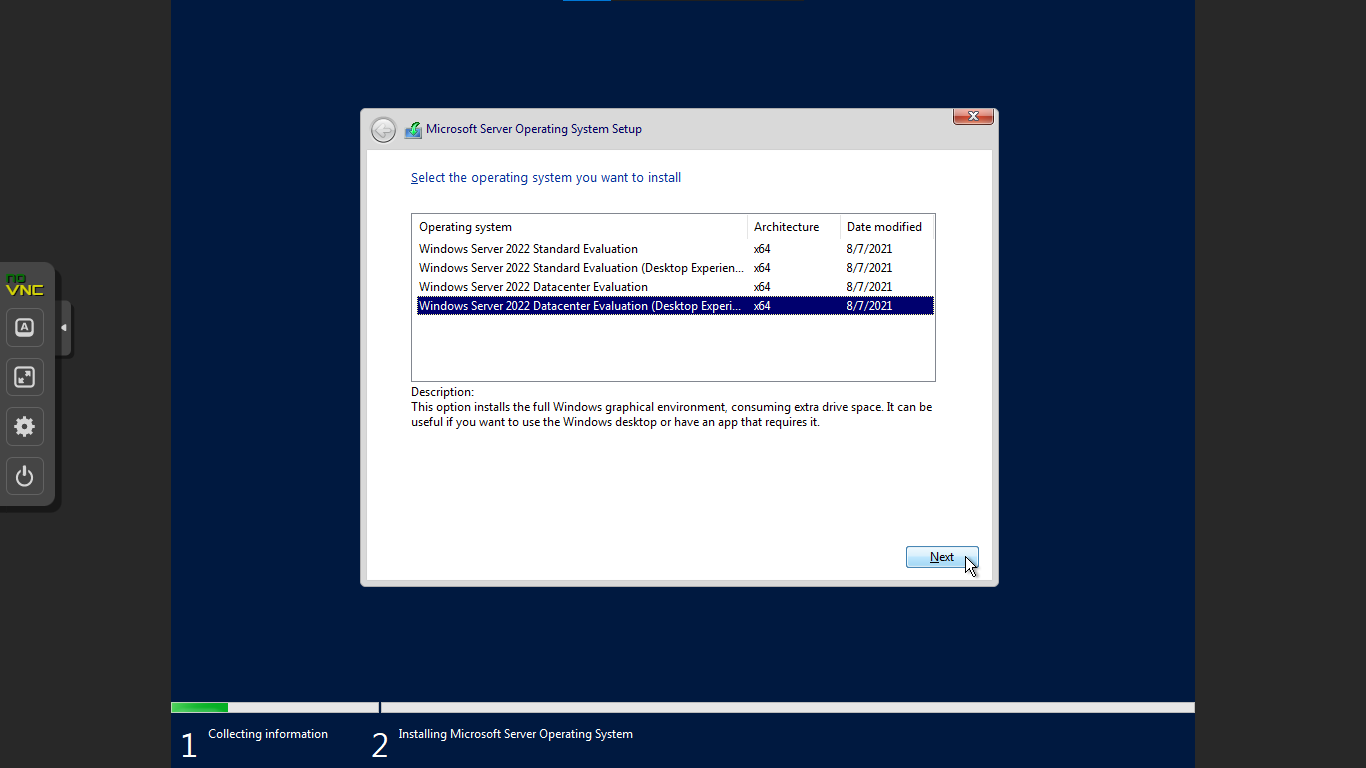 Microsoft Server Operating System Setup
Select the operating system you want to install
Operating system Architecture Date modified
Windows Server 2022 Standard Evaluation x64 8/7/2021
Windows Server 2022 Standard Evaluation (Desktop Experien... x64 8/7/2021
Windows Server 2022 Datacenter Evaluation x64 8/7/2021
Windows Server 2022 Datacenter Evaluation (Desktop Experi... x64 8/7/2021
Description:
This option installs the full Windows graphical environment, consuming extra drive space. It can be
useful if you want to use the Windows desktop or have an app that requires it.
no
VNC
A
Next
1 Collecting information 2 Installing Microsoft Server Operating System